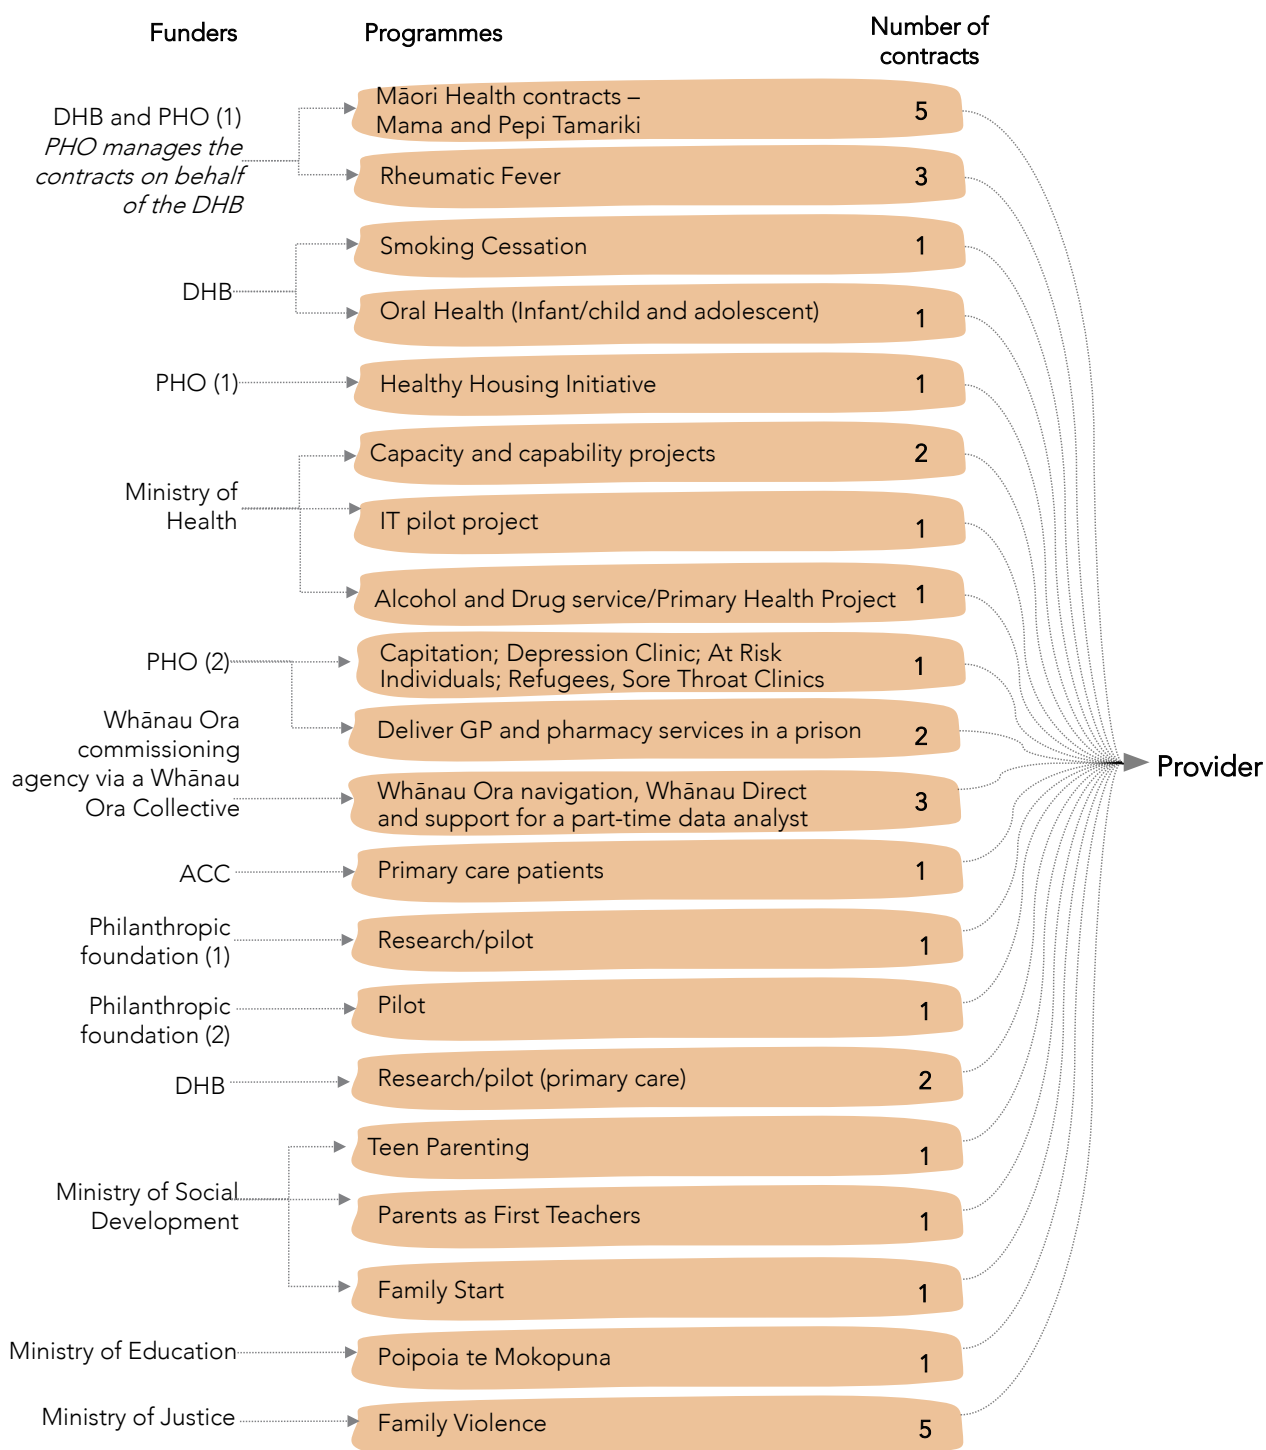 Funders
Programmes
Number of
contracts
DHB and PHO (1)
PHO manages the
contracts on behalf
of the DHB
Māori Health contracts –
Mama and Pepi Tamariki
5
Rheumatic Fever
3
DHB
Smoking Cessation
1
Oral Health (Infant/child and adolescent)
1
PHO (1)
Healthy Housing Initiative
1
Ministry of
Health
Capacity and capability projects
2
IT pilot project
1
Alcohol and Drug service/Primary Health Project
1
PHO (2)
Capitation; Depression Clinic; At Risk
Individuals; Refugees, Sore Throat Clinics
1
Deliver GP and pharmacy services in a prison
2
Whānau Ora
commissioning
agency via a Whānau
Ora Collective
Whānau Ora navigation, Whānau Direct
and support for a part-time data analyst
3
ACC
Primary care patients
1
Philanthropic
foundation (1)
Research/pilot
1
Philanthropic
foundation (2)
Pilot
1
DHB
Research/pilot (primary care)
2
Ministry of Social
Development
Teen Parenting
1
Parents as First Teachers
1
Family Start
1
Ministry of Education
Poipoia te Mokopuna
1
Ministry of Justice
Family Violence
5
Provider